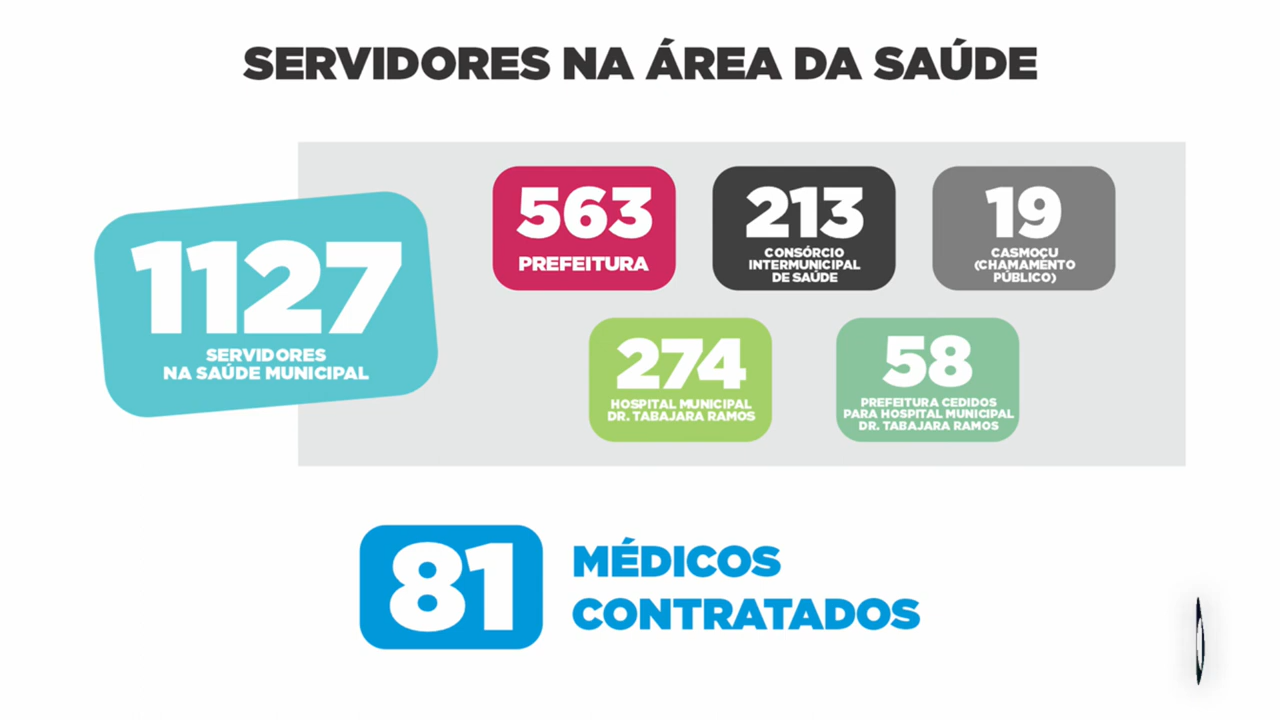 SERVIDORES NA ÁREA DA SAÚDE
1127
SERVIDORES
NA SAÚDE MUNICIPAL
563
PREFEITURA
213
CONSÓRCIO
INTERMUNICIPAL
DE SAÚDE
19
CASMOÇU
(CHAMAMENTO
PÚBLICO)
274
HOSPITAL MUNICIPAL
DR. TABAJARA RAMOS
58
PREFEITURA CEDIDOS
PARA HOSPITAL MUNICIPAL
DR. TABAJARA RAMOS
81
MÉDICOS
CONTRATADOS